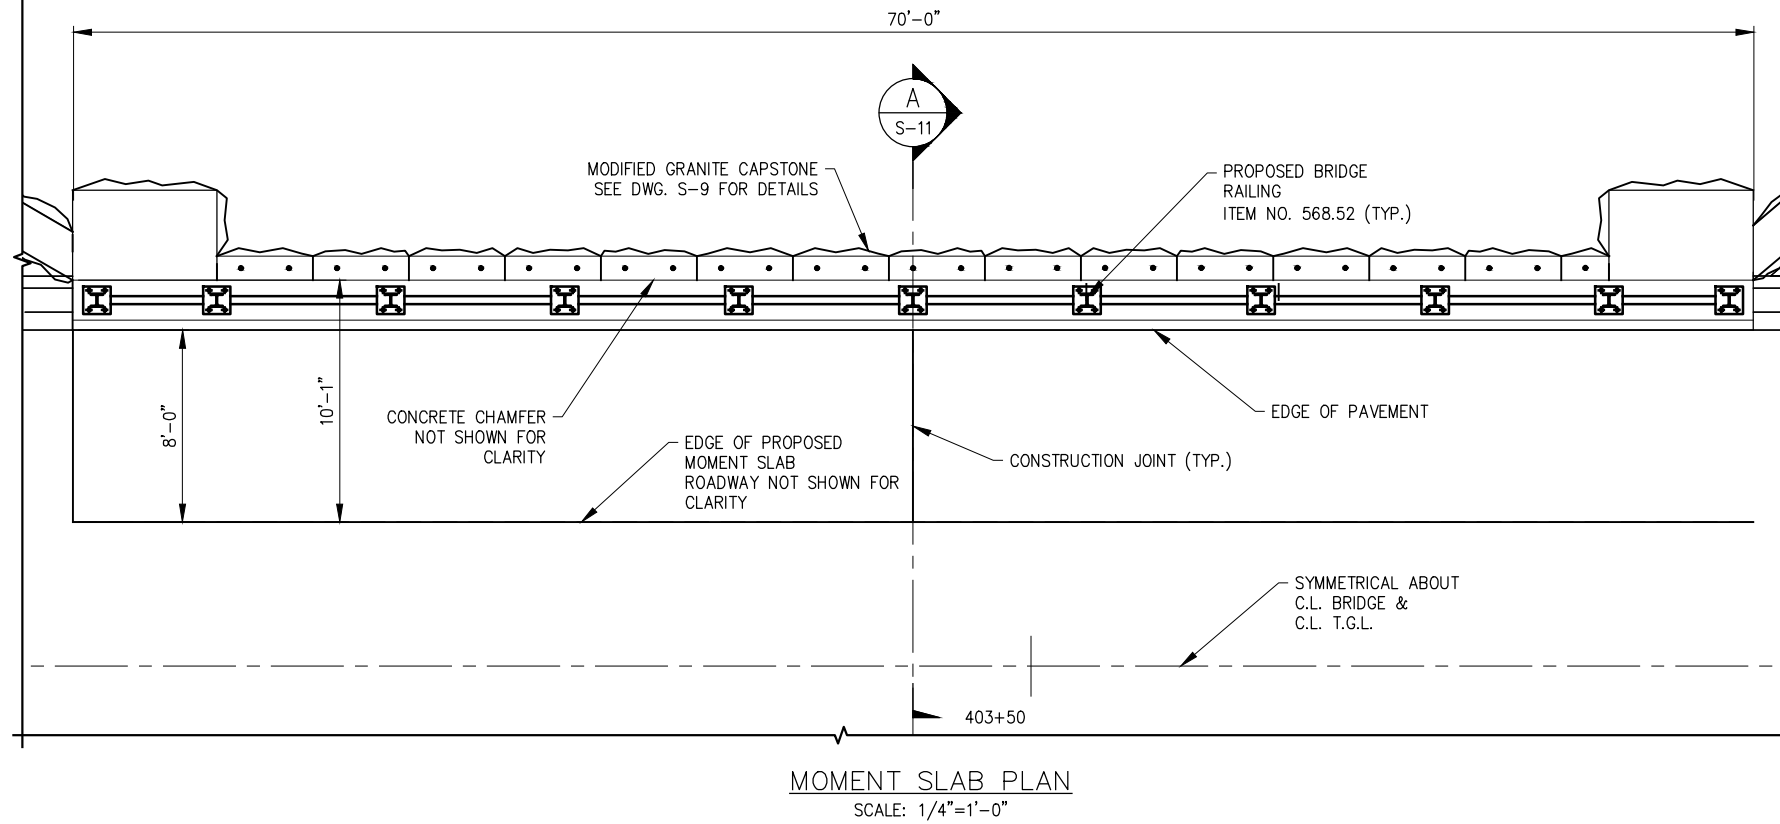 70'-0"
A
S-11
MODIFIED GRANITE CAPSTONE
SEE DWG. S-9 FOR DETAILS
PROPOSED BRIDGE
RAILING
ITEM NO. 568.52 (TYP.)
8'-0"
10'-1"
CONCRETE CHAMFER
NOT SHOWN FOR
CLARITY
EDGE OF PROPOSED
MOMENT SLAB
ROADWAY NOT SHOWN FOR
CLARITY
CONSTRUCTION JOINT (TYP.)
EDGE OF PAVEMENT
SYMMETRICAL ABOUT
C.L. BRIDGE &
C.L. T.G.L.
403+50
MOMENT SLAB PLAN
SCALE: 1/4"=1'-0"